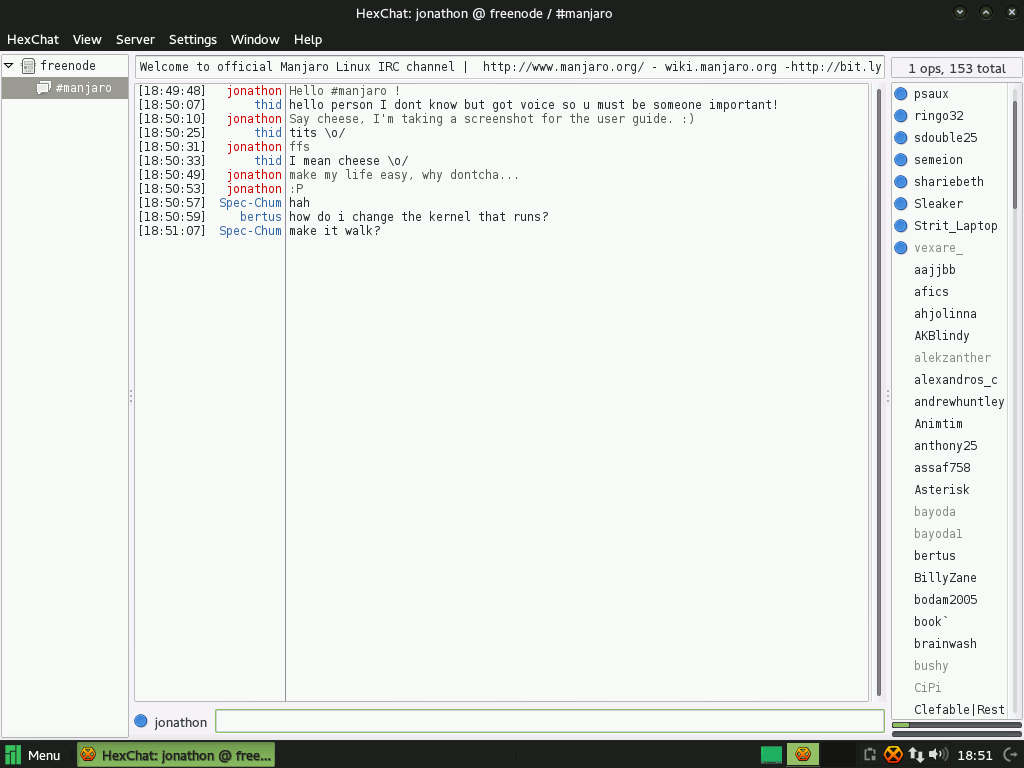 HexChat: jonathon @ freenode / #manjaro
HexChat View Server Settings Window Help
freenode
#manjaro
Welcome to official Manjaro Linux IRC channel | http://www.manjaro.org/ - wiki.manjaro.org -http://bit.ly
1 ops, 153 total
[18:49:48] jonathon Hello #manjaro !
[18:50:07] thid hello person I dont know but got voice so u must be someone important!
[18:50:10] jonathon Say cheese, I'm taking a screenshot for the user guide. :)
[18:50:25] thid tits \o/
[18:50:31] jonathon ffs
[18:50:33] thid I mean cheese \o/
[18:50:49] jonathon make my life easy, why dontcha...
[18:50:53] jonathon :P
[18:50:57] Spec-Chum hah
[18:50:59] bertus how do i change the kernel that runs?
[18:51:07] Spec-Chum make it walk?
psaux
ringo32
sdouble25
semeion
shariebeth
Sleaker
Strit_Laptop
vexare_
aajjbb
afics
ahjolinna
AKBlindy
alekzanther
alexandros_c
andrewhuntley
Animtim
anthony25
assaf758
Asterisk
bayoda
bayoda1
bertus
BillyZane
bodam2005
book`
brainwash
bushy
CiPi
Clefable|Rest
jonathon
Menu
HexChat: jonathon @ free...
18:51